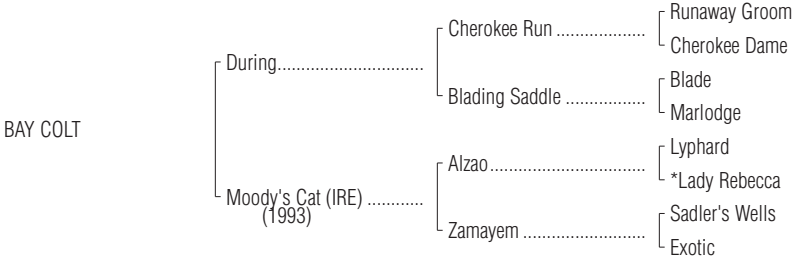 Runaway Groom
Cherokee Run ...................
Cherokee Dame
During...............................
Blade
Blading Saddle .................
Marlodge
BAY COLT
Lyphard
Alzao.................................
*Lady Rebecca
Moody's Cat (IRE) ............
(1993)
Sadler's Wells
Zamayem ..........................
Exotic